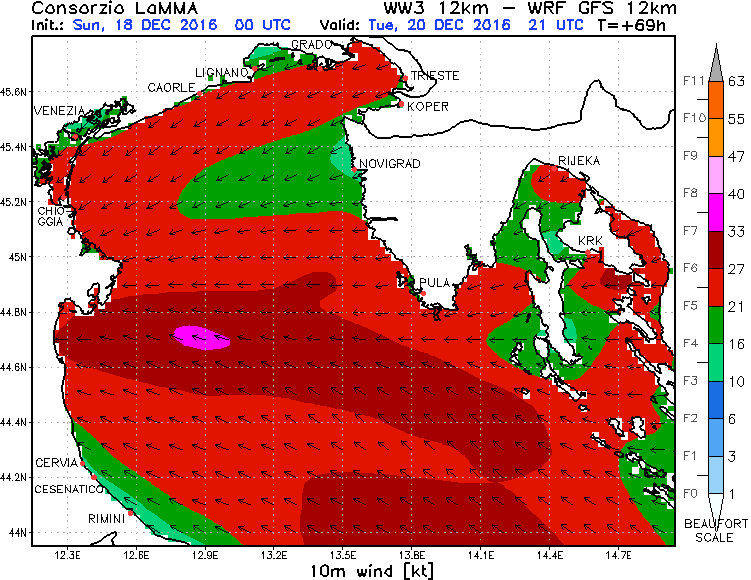 Consorzio LaMMA WW3 12km - WRF GFS 12km
Init.: Sun, 18 DEC 2016 00 UTC Valid: Tue, 20 DEC 2016 21 UTC T=+69h
GRADO
LIGNANO
TRIESTE
CAORLE
KOPER
VENEZIA
NOVIGRAD
RIJEKA
CHIO-
GGIA
KRK
PULA
CERVIA
CESENATICO
RIMINI
45.6N
45.4N
45.2N
45N
44.8N
44.6N
44.4N
44.2N
44N
12.3E 12.6E 12.9E 13.2E 13.5E 13.8E 14.1E 14.4E 14.7E
10m wind [kt]
F11 63
55
F10
47
F9
40
F8
33
F7
27
F6
21
F5
16
F4
10
F3
6
F2
3
F1
1
F0
BEAUFORT
SCALE